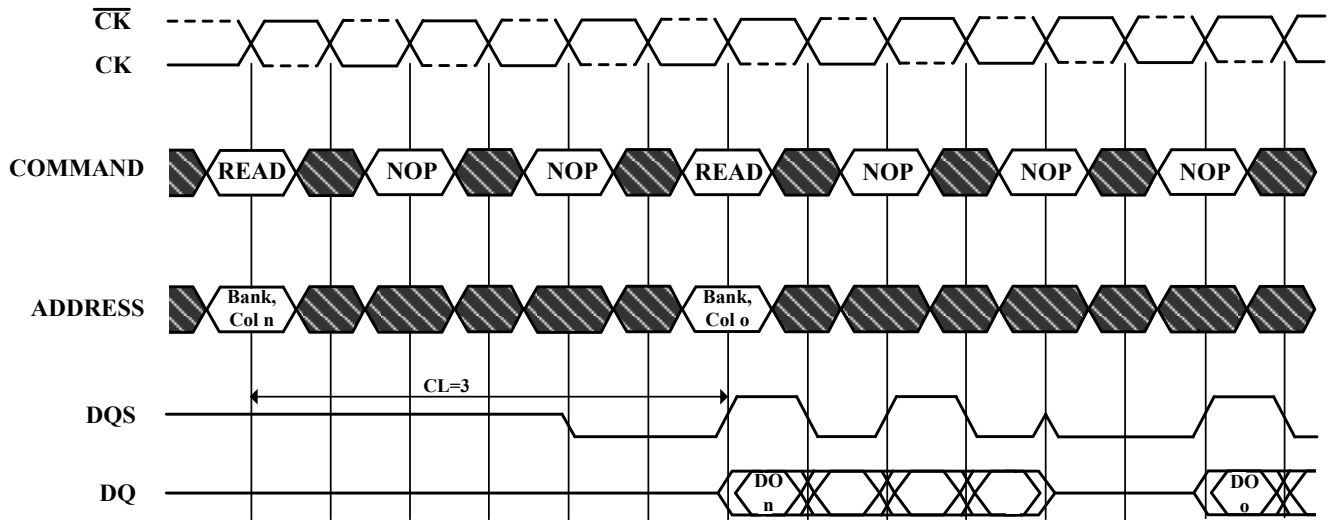 CK
CK
COMMAND
READ
NOP
NOP
READ
NOP
NOP
NOP
ADDRESS
Bank,
Col n
Bank,
Col o
CL=3
DQS
DQ
DO
n
DO
o